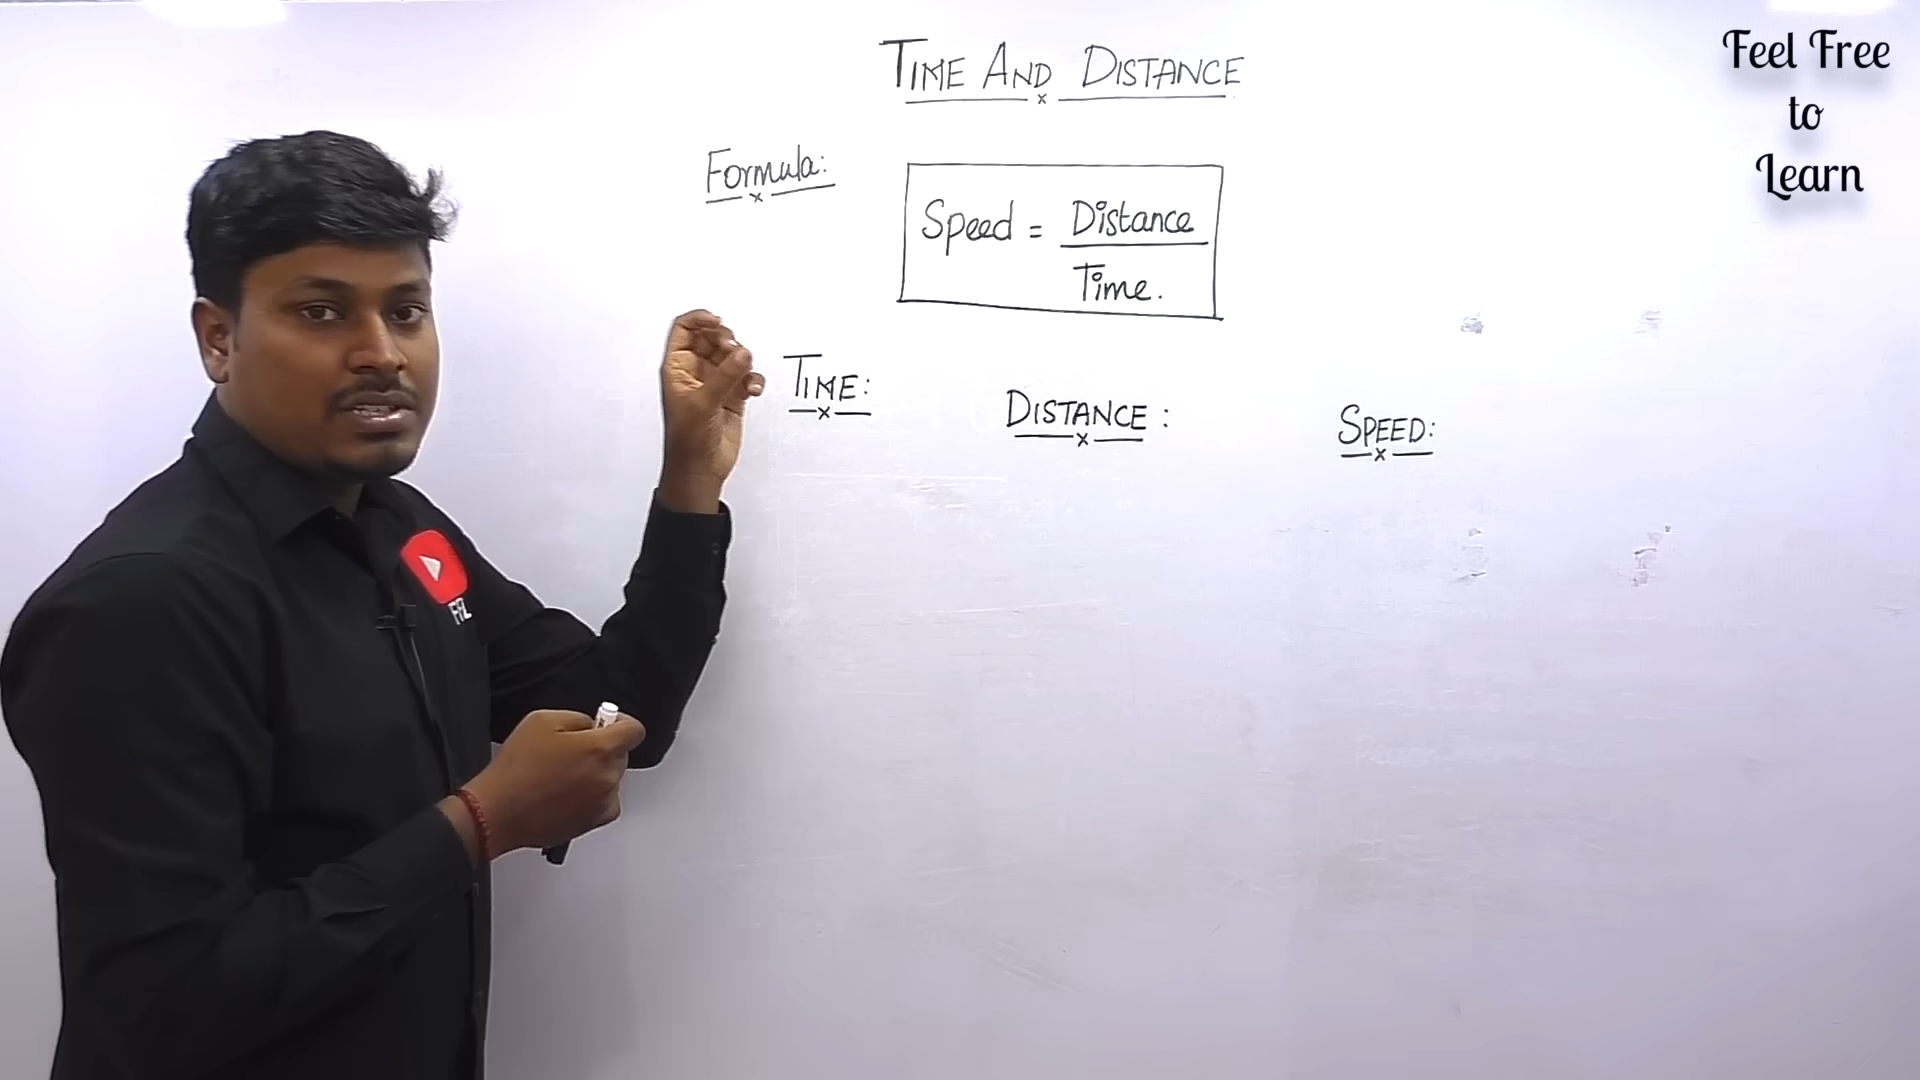 TIME AND DISTANCE
Feel Free
to
Learn
Formula:
Speed = Distance
Time.
TIME:
DISTANCE:
SPEED:
FFL